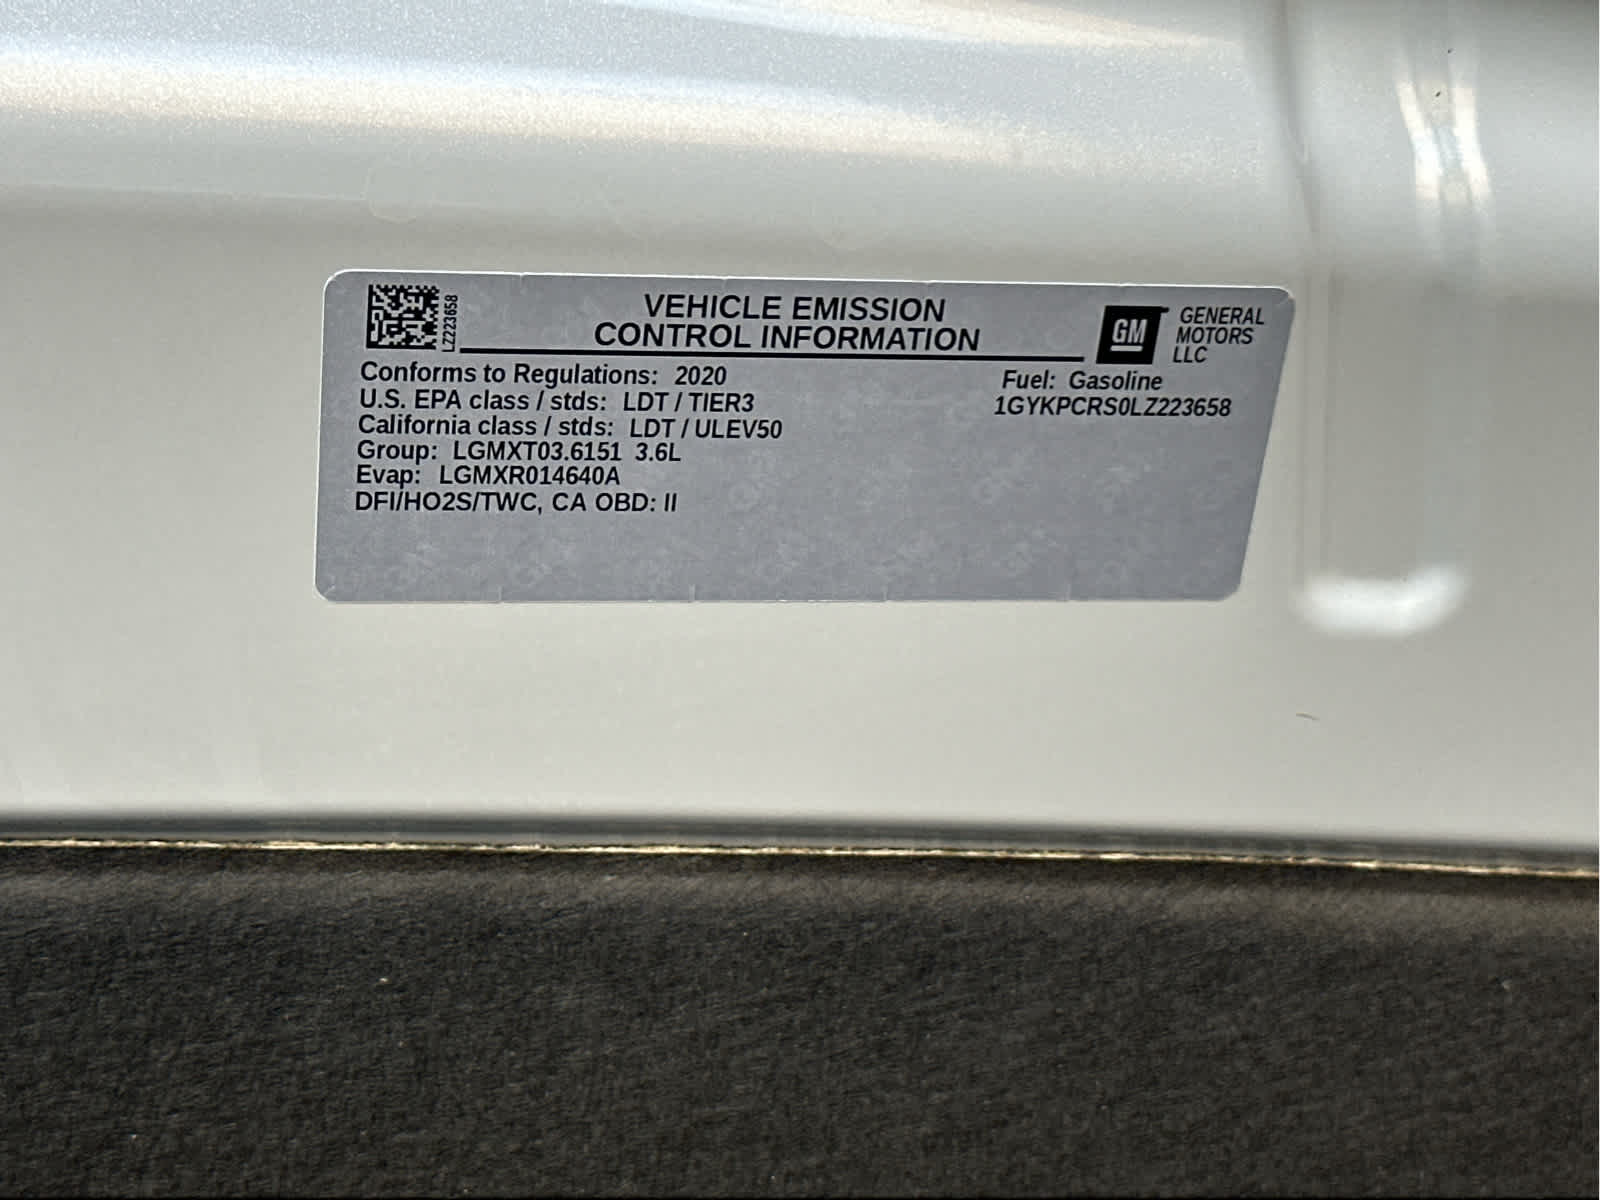 LZ223658
VEHICLE EMISSION
CONTROL INFORMATION
GM
GENERAL
MOTORS
LLC
Conforms to Regulations: 2020
U.S. EPA class / stds: LDT / TIER3
California class / stds: LDT / ULEV50
Group: LGMXT03.6151 3.6L
Evap: LGMXR014640A
DFI/HO2S/TWC, CA OBD: II
Fuel: Gasoline
1GYKPCRS0LZ223658